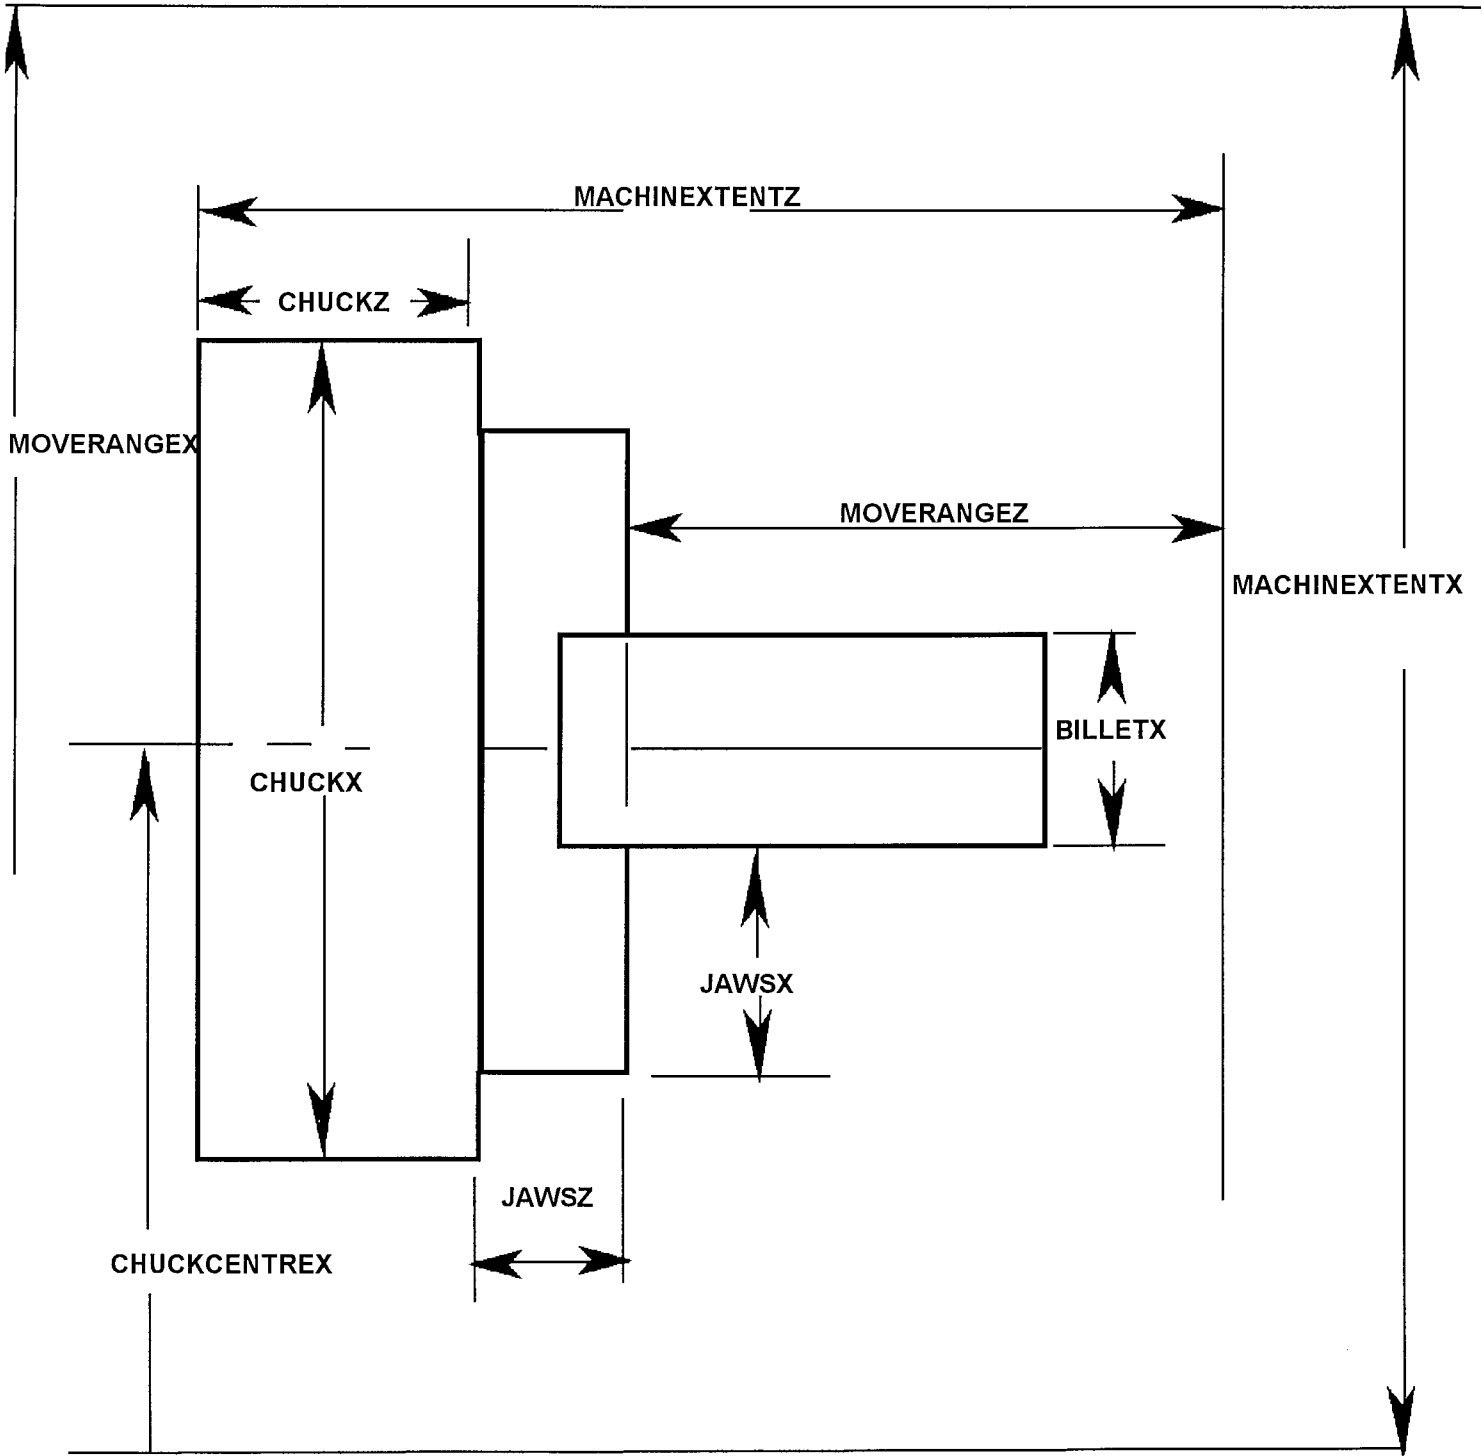 MACHINEXTENTZ
CHUCKZ
MOVERANGEX
MOVERANGEZ
MACHINEXTENTX
BILLETX
CHUCKX
JAWSX
JAWSZ
CHUCKCENTREX